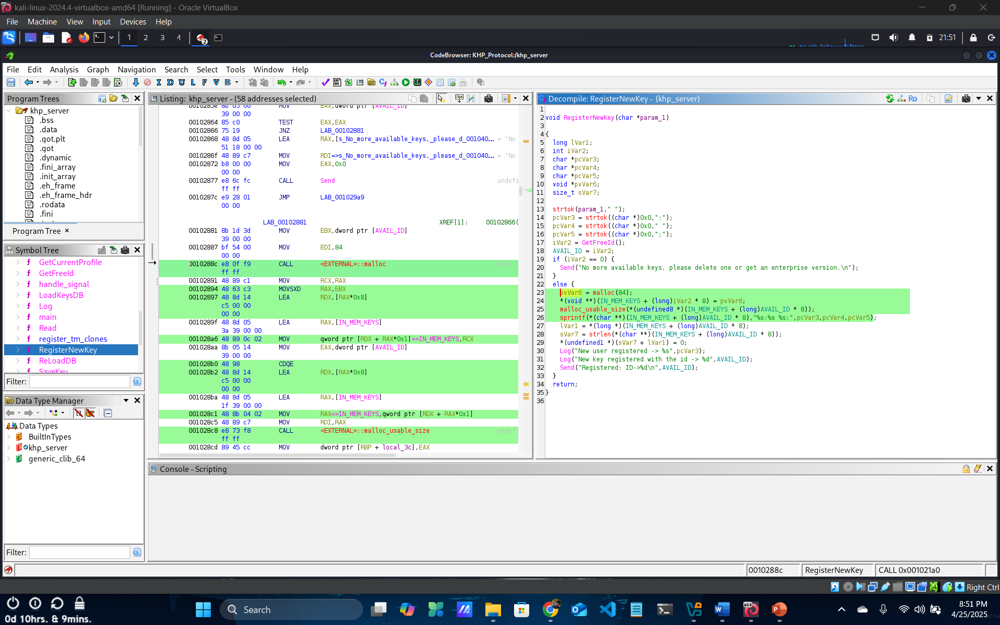 kali-linux-2024.4-virtualbox-amd64 [Running] - Oracle VirtualBox
File Machine View Input Devices Help
1 2 3 4 2 21:51
CodeBrowser: KHP_Protocol:/khp_server
File Edit Analysis Graph Navigation Search Select Tools Window Help
I D U L F V B
Program Trees
khp_server
.bss
.data
.got.plt
.got
.dynamic
.fini_array
.init_array
.eh_frame
.eh_frame_hdr
.rodata
.fini
Program Tree ×
Symbol Tree
f GetCurrentProfile
f GetFreeId
f handle_signal
f LoadKeysDB
f Log
f main
f Read
f register_tm_clones
f RegisterNewKey
f ReLoadDB
f SaveKey
Filter:
Data Type Manager
Data Types
BuiltInTypes
khp_server
generic_clib_64
Filter:
Listing: khp_server - (58 addresses selected)
0010285e 8b 05 60 MOV EAX,dword ptr [AVAIL_ID]
39 00 00
00102864 85 c0 TEST EAX,EAX
00102866 75 19 JNZ LAB_00102881
00102868 48 8d 05 LEA RAX,[s_No_more_available_keys,_please_d_001040... = "No
51 18 00 00
0010286f 48 89 c7 MOV RDI=>s_No_more_available_keys,_please_d_001040... = "No
00102872 b8 00 00 MOV EAX,0x0
00 00
00102877 e8 6c fc CALL Send undefi
ff ff
0010287c e9 28 01 JMP LAB_001029a9
00 00
LAB_00102881 XREF[1]: 00102866(
00102881 8b 1d 3d MOV EBX,dword ptr [AVAIL_ID]
39 00 00
00102887 bf 54 00 MOV EDI,84
00 00
0010288c e8 0f f9 CALL <EXTERNAL>::malloc void
ff ff
00102891 48 89 c1 MOV RCX,RAX
00102894 48 63 c3 MOVSXD RAX,EBX
00102897 48 8d 14 LEA RDX,[RAX*0x8]
c5 00 00
00 00
0010289f 48 8d 05 LEA RAX,[IN_MEM_KEYS]
3a 39 00 00
001028a6 48 89 0c 02 MOV qword ptr [RDX + RAX*0x1]=>IN_MEM_KEYS,RCX
001028aa 8b 05 14 MOV EAX,dword ptr [AVAIL_ID]
39 00 00
001028b0 48 98 CDQE
001028b2 48 8d 14 LEA RDX,[RAX*0x8]
c5 00 00
00 00
001028ba 48 8d 05 LEA RAX,[IN_MEM_KEYS]
1f 39 00 00
001028c1 48 8b 04 02 MOV RAX=>IN_MEM_KEYS,qword ptr [RDX + RAX*0x1]
001028c5 48 89 c7 MOV RDI,RAX
001028c8 e8 73 f8 CALL <EXTERNAL>::malloc_usable_size undefi
ff ff
001028cd 89 45 cc MOV dword ptr [RBP + local_3c],EAX
Decompile: RegisterNewKey - (khp_server) Ro
1
2 void RegisterNewKey(char *param_1)
3
4 {
5 long lVar1;
6 int iVar2;
7 char *pcVar3;
8 char *pcVar4;
9 char *pcVar5;
10 void *pvVar6;
11 size_t sVar7;
12
13 strtok(param_1," ");
14 pcVar3 = strtok((char *)0x0,":");
15 pcVar4 = strtok((char *)0x0," ");
16 pcVar5 = strtok((char *)0x0,";");
17 iVar2 = GetFreeId();
18 AVAIL_ID = iVar2;
19 if (iVar2 == 0) {
20 Send("No more available keys, please delete one or get an enterprise version.\n");
21 }
22 else {
23 pvVar6 = malloc(84);
24 *(void **)(IN_MEM_KEYS + (long)iVar2 * 8) = pvVar6;
25 malloc_usable_size(*(undefined8 *)(IN_MEM_KEYS + (long)AVAIL_ID * 8));
26 sprintf(*(char **)(IN_MEM_KEYS + (long)AVAIL_ID * 8),"%s:%s %s;",pcVar3,pcVar4,pcVar5);
27 lVar1 = *(long *)(IN_MEM_KEYS + (long)AVAIL_ID * 8);
28 sVar7 = strlen(*(char **)(IN_MEM_KEYS + (long)AVAIL_ID * 8));
29 *(undefined1 *)(sVar7 + lVar1) = 0;
30 Log("New user registered -> %s",pcVar3);
31 Log("New key registered with the id -> %d",AVAIL_ID);
32 Send("Registered: ID->%d\n",AVAIL_ID);
33 }
34 return;
35 }
36
Console - Scripting
0010288c RegisterNewKey CALL 0x001021a0
Right Ctrl
0d 10hrs. & 9mins.
Search
8:51 PM
4/25/2025